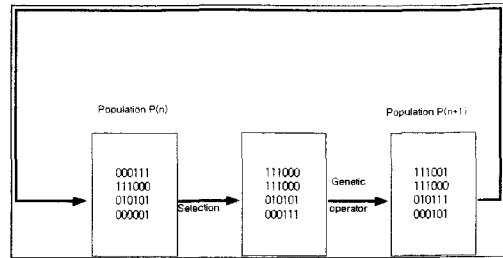 Population P(n)
Population P(n+1)
000111
111000
010101
000001
Selection
111000
111000
010101
000111
Genetic
operator
111001
111000
010111
000101